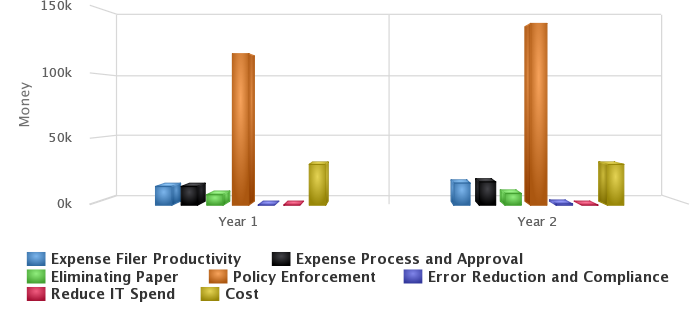 150k
100k
50k
0k
Money
Year 1
Year 2
Expense Filer Productivity
Expense Process and Approval
Eliminating Paper
Policy Enforcement
Error Reduction and Compliance
Reduce IT Spend
Cost